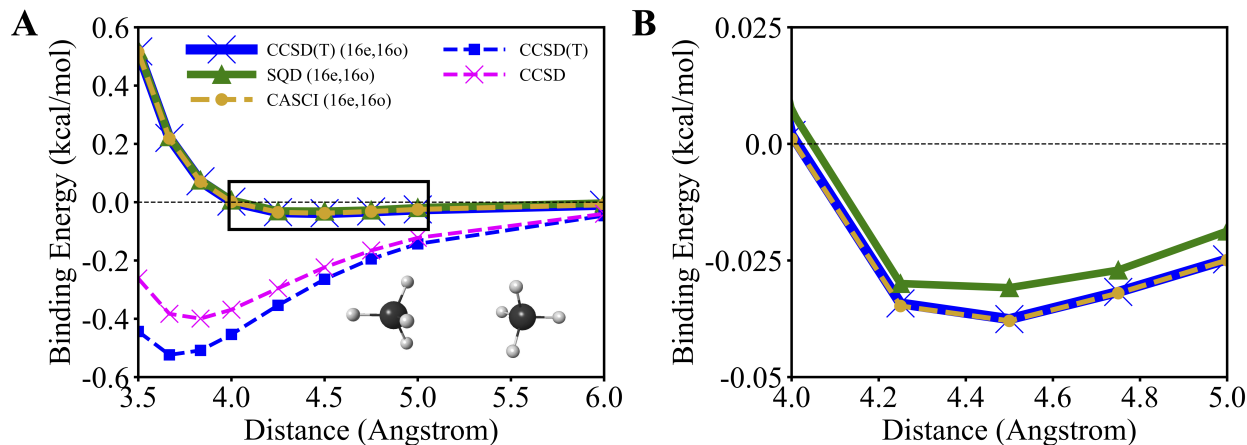 A
Binding Energy (kcal/mol)
0.6
0.4
0.2
0.0
-0.2
-0.4
-0.6
CCSD(T) (16e,16o)
SQD (16e,16o)
CASCI (16e,16o)
CCSD(T)
CCSD
3.5 4.0 4.5 5.0 5.5 6.0
Distance (Angstrom)
B
Binding Energy (kcal/mol)
0.025
0.0
-0.025
-0.05
4.0 4.2 4.4 4.6 4.8 5.0
Distance (Angstrom)